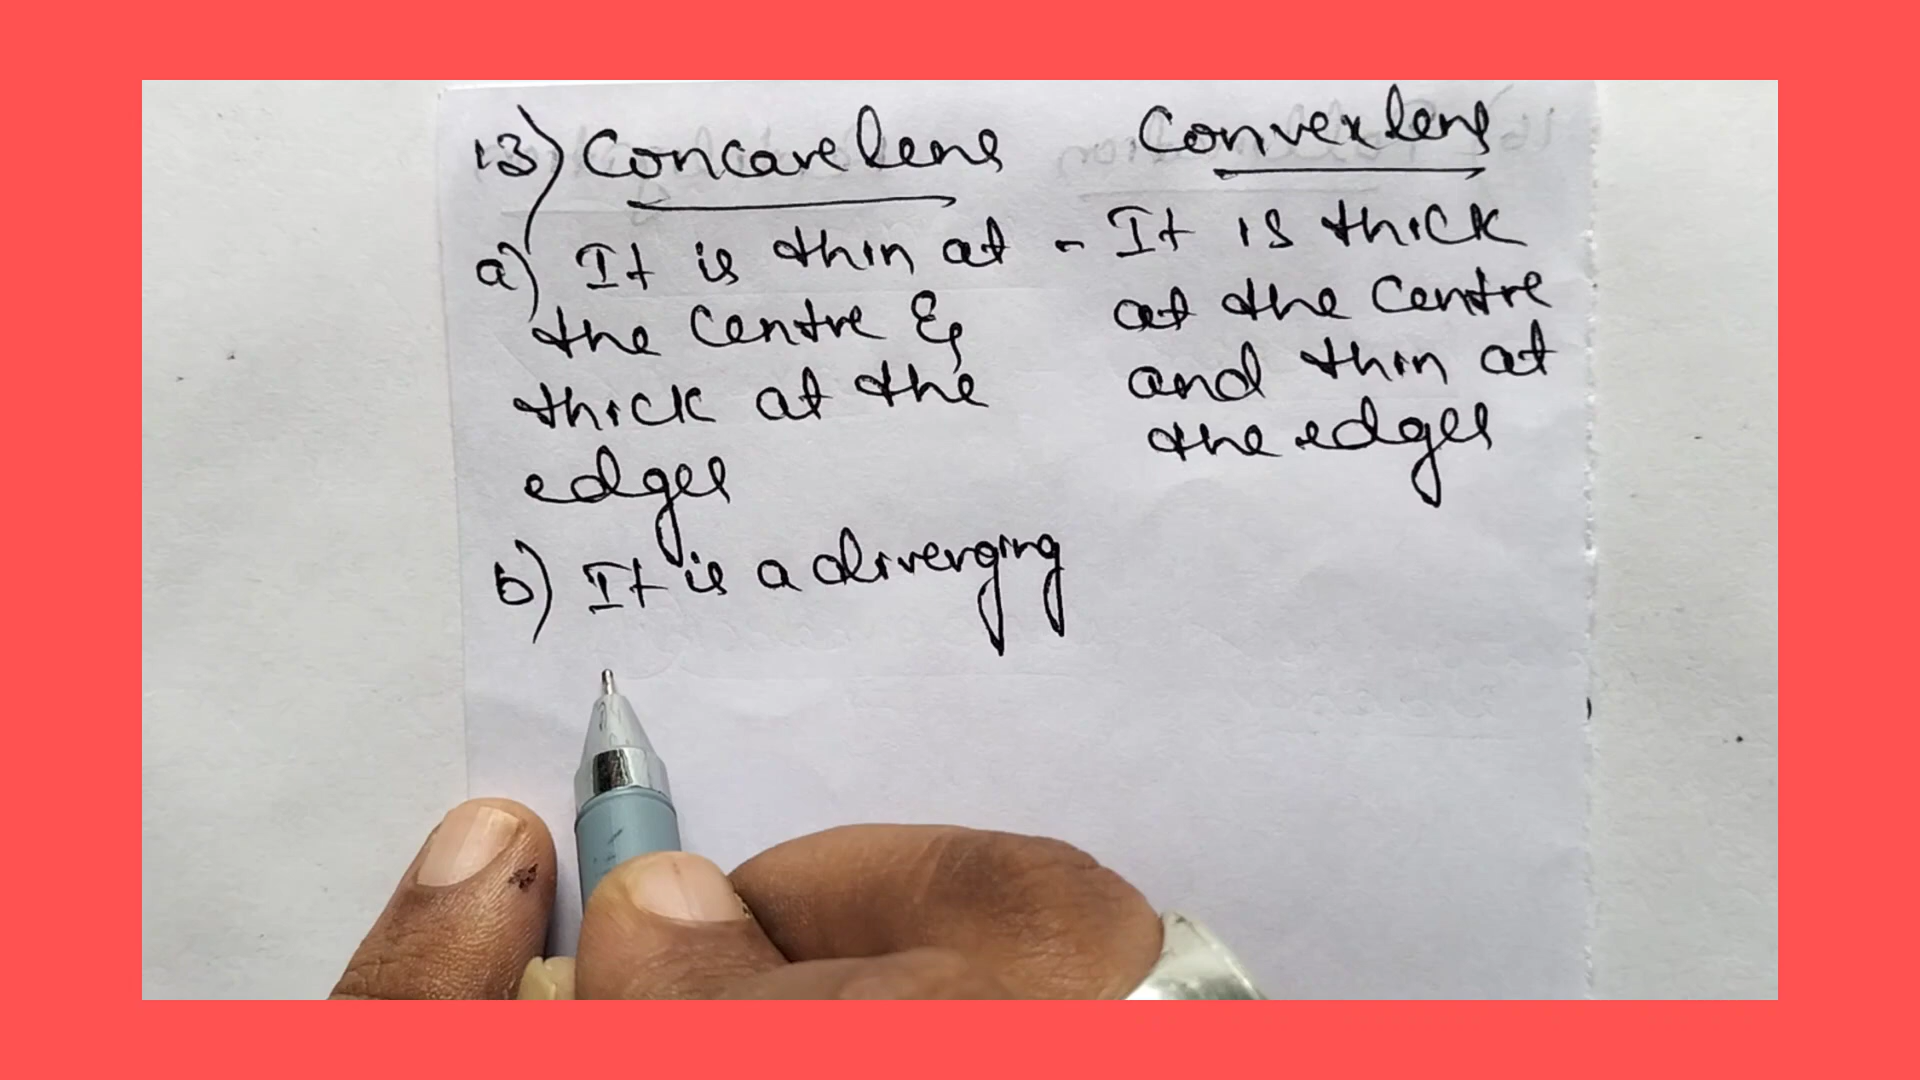 13) Concave lens
a) It is thin at
the centre &
thick at the
edges
b) It is a diverging
Convex lens
- It is thick
at the centre
and thin at
the edges